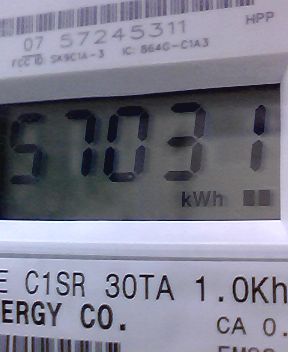 HPP
07 57245311
FCC ID: SK9C1A-3 IC: 864G-C1A3
57031
kWh
E C1SR 30TA 1.0Kh
ERGY CO.
CA 0.